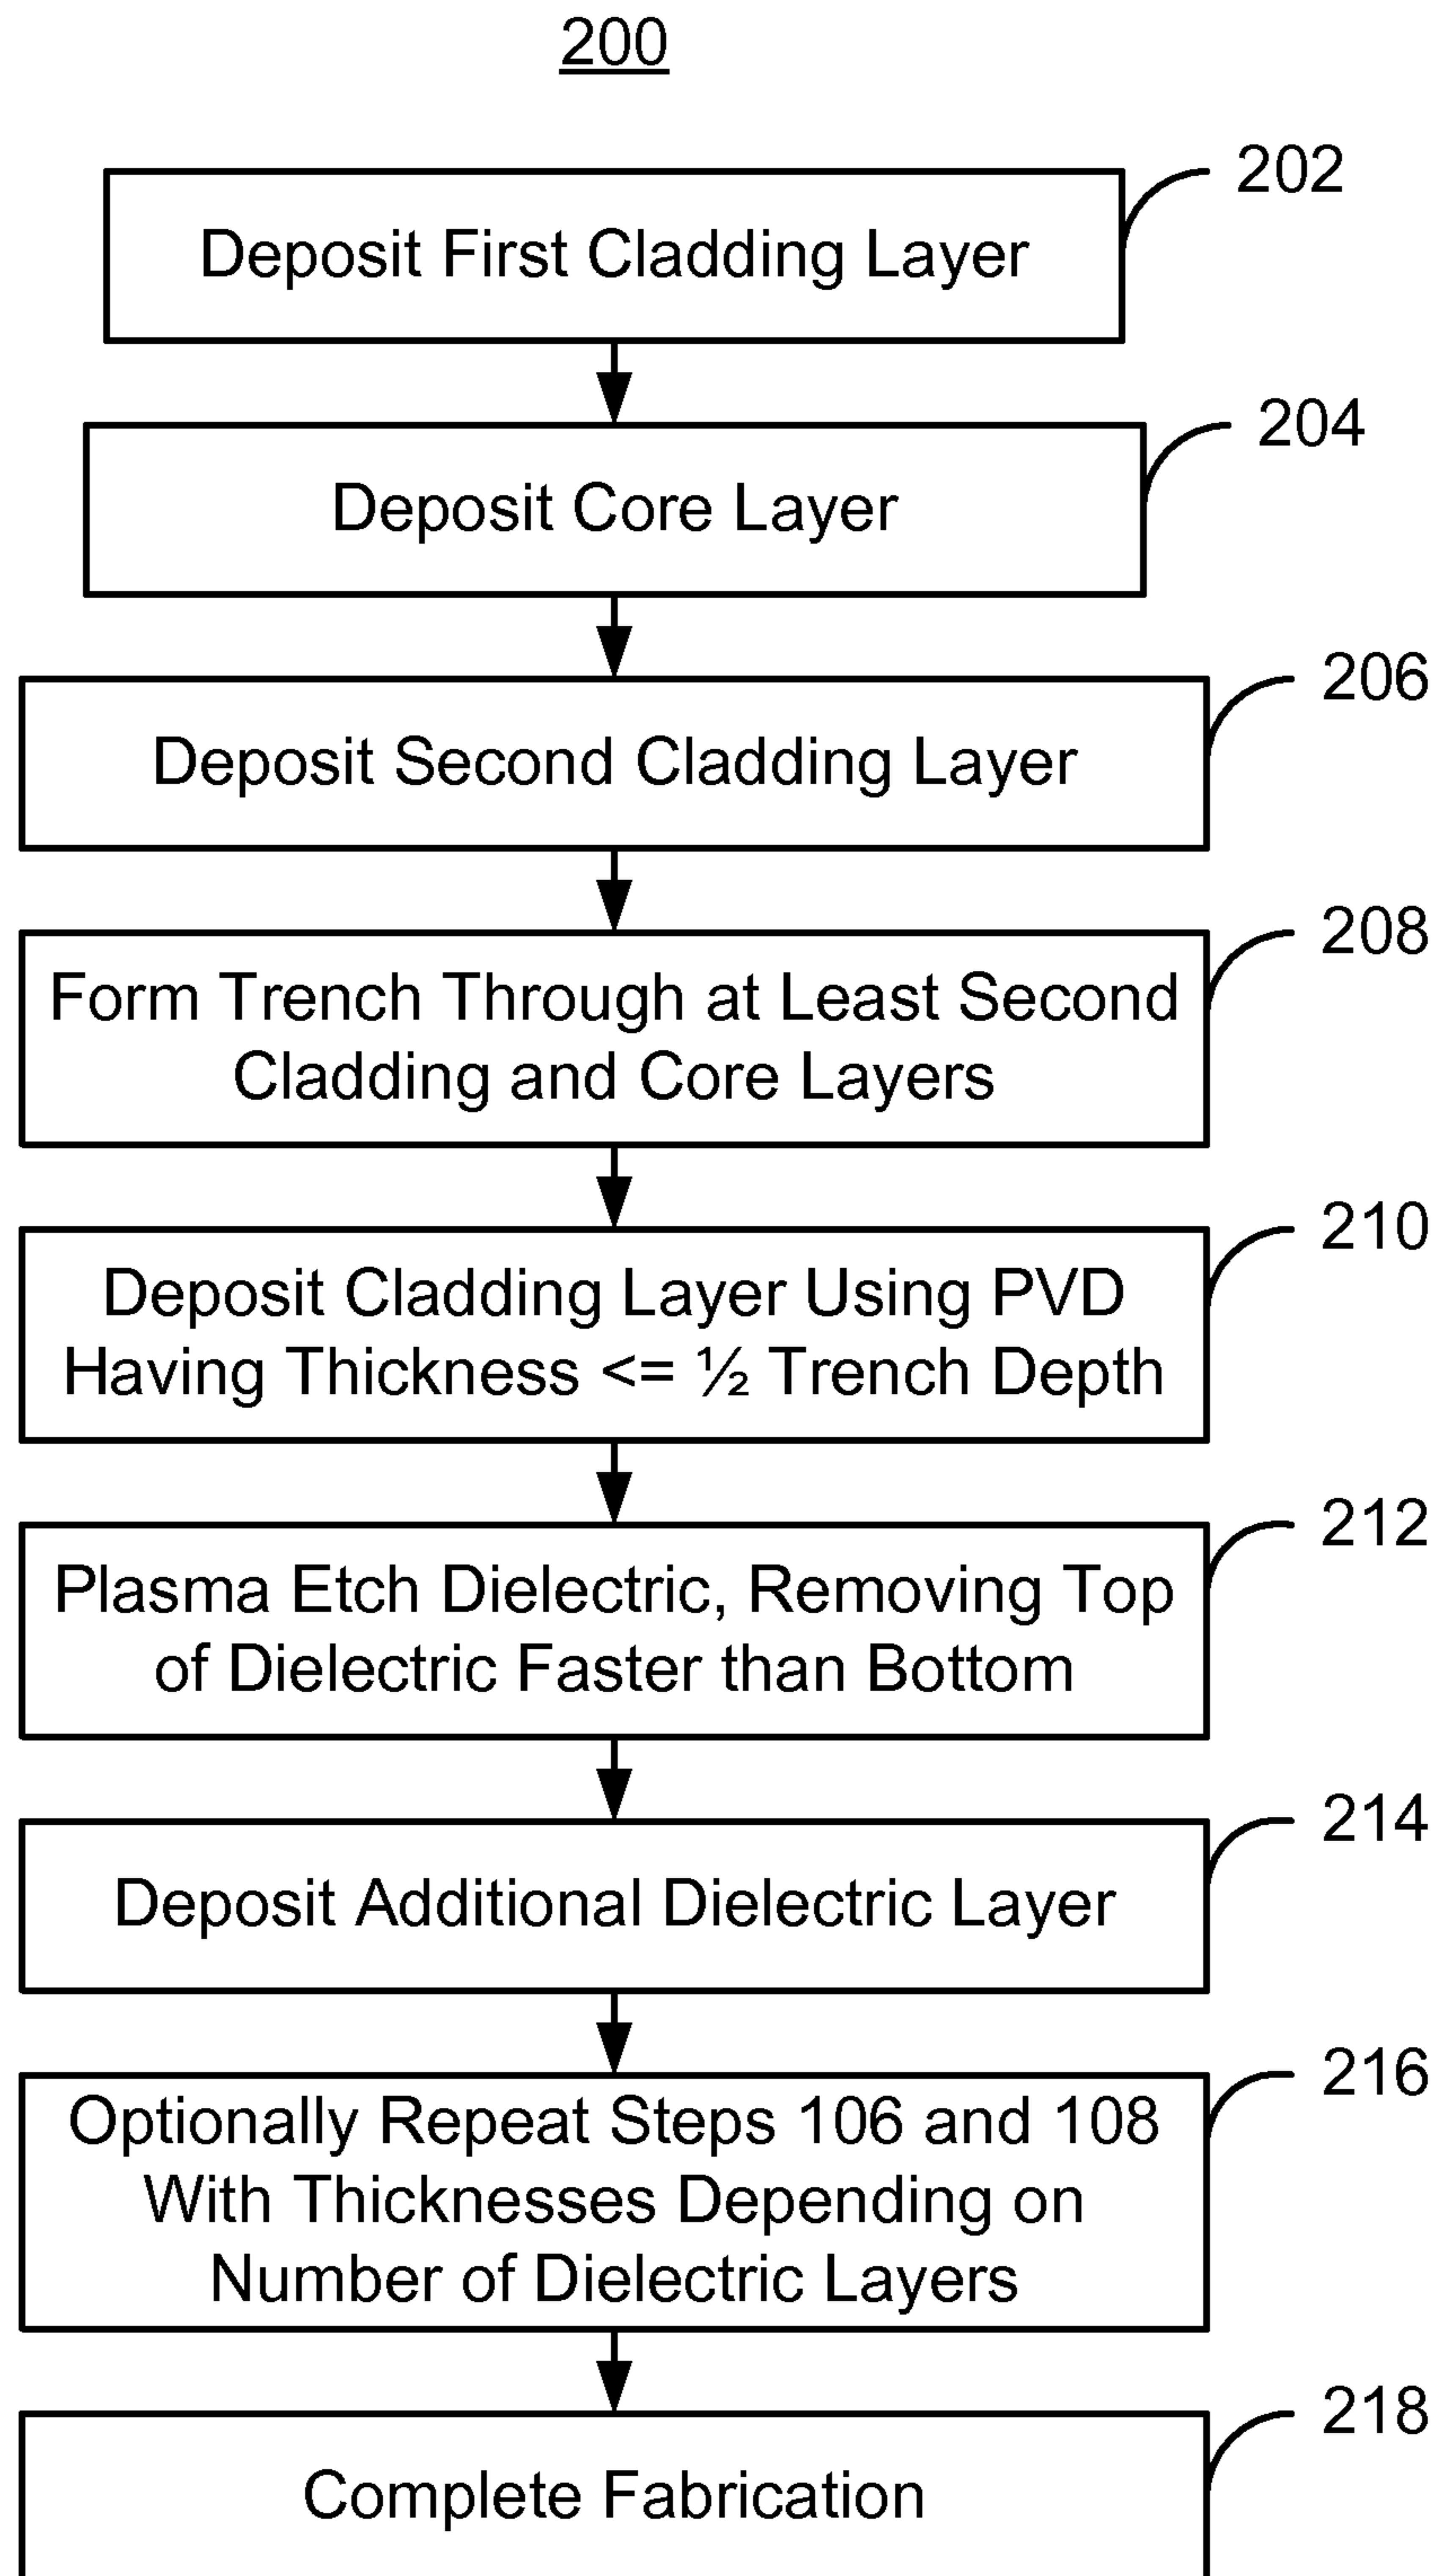 200
202
Deposit First Cladding Layer
204
Deposit Core Layer
206
Deposit Second Cladding Layer
208
Form Trench Through at Least Second
Cladding and Core Layers
210
Deposit Cladding Layer Using PVD
Having Thickness <= ½ Trench Depth
212
Plasma Etch Dielectric, Removing Top
of Dielectric Faster than Bottom
214
Deposit Additional Dielectric Layer
216
Optionally Repeat Steps 106 and 108
With Thicknesses Depending on
Number of Dielectric Layers
218
Complete Fabrication